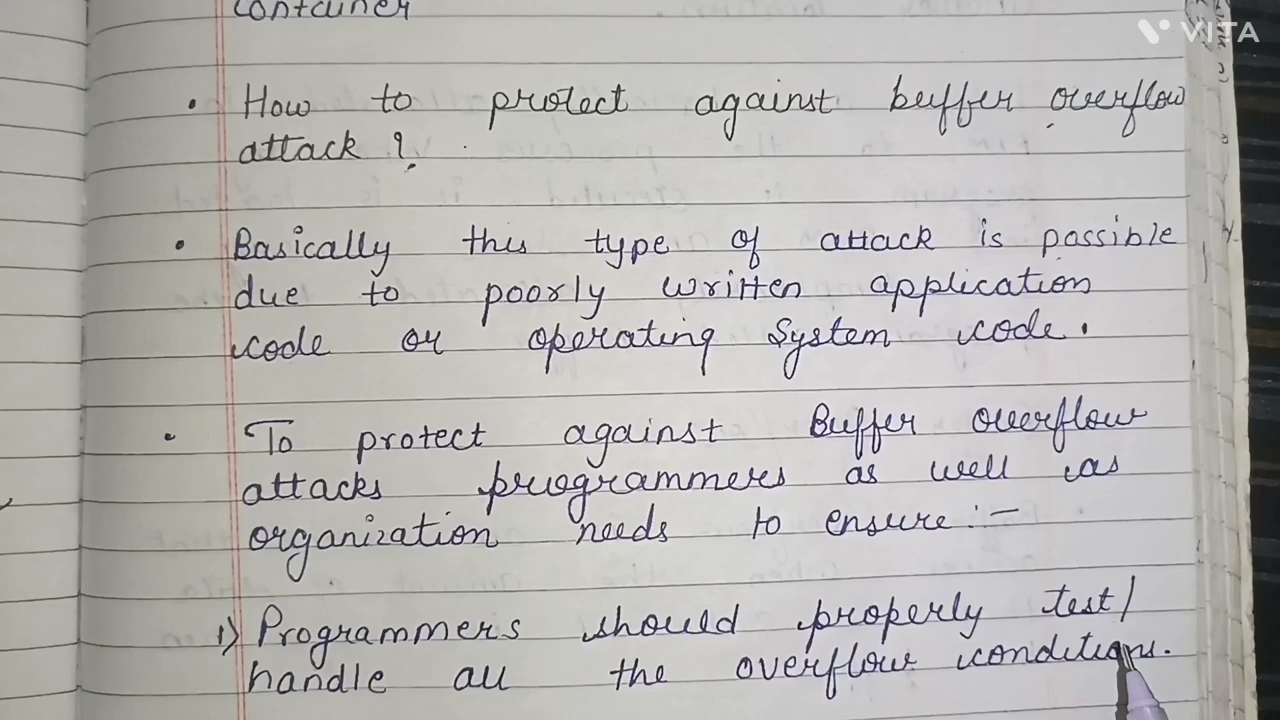 container
• How to protect against buffer overflow
attack ?
• Basically this type of attack is possible
due to poorly written application
code or operating System code.
• To protect against Buffer overflow
attacks programmers as well as
organization needs to ensure :-
1) Programmers should properly test/
handle all the overflow conditions.
VITA